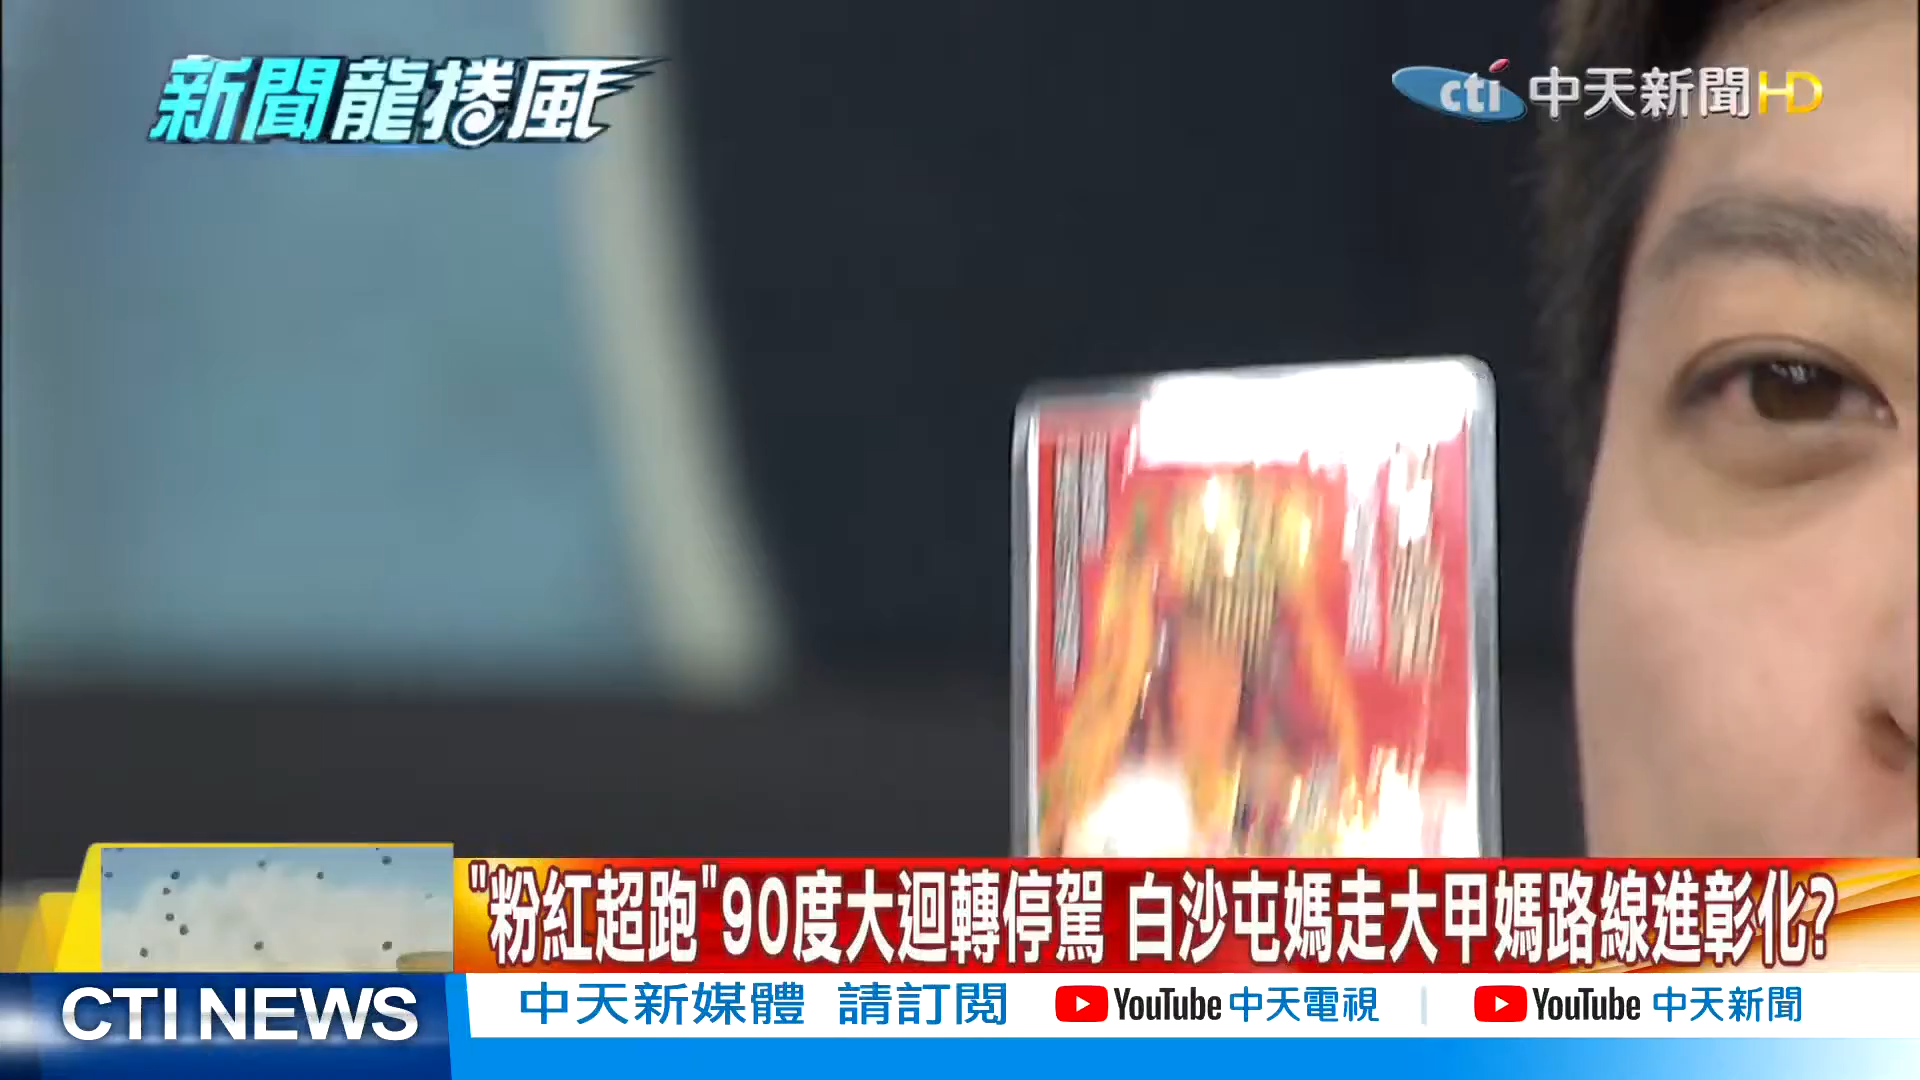 新聞龍捲風
cti 中天新聞HD
"粉紅超跑"90度大迴轉停駕 白沙屯媽走大甲媽路線進彰化?
CTI NEWS 中天新媒體 請訂閱 YouTube 中天電視 YouTube 中天新聞